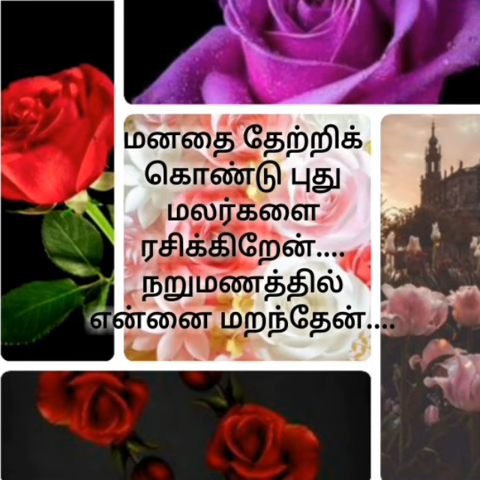 மனதை தேற்றிக்
கொண்டு புது
மலர்களை
ரசிக்கிறேன்....
நறுமணத்தில்
என்னை மறந்தேன்....